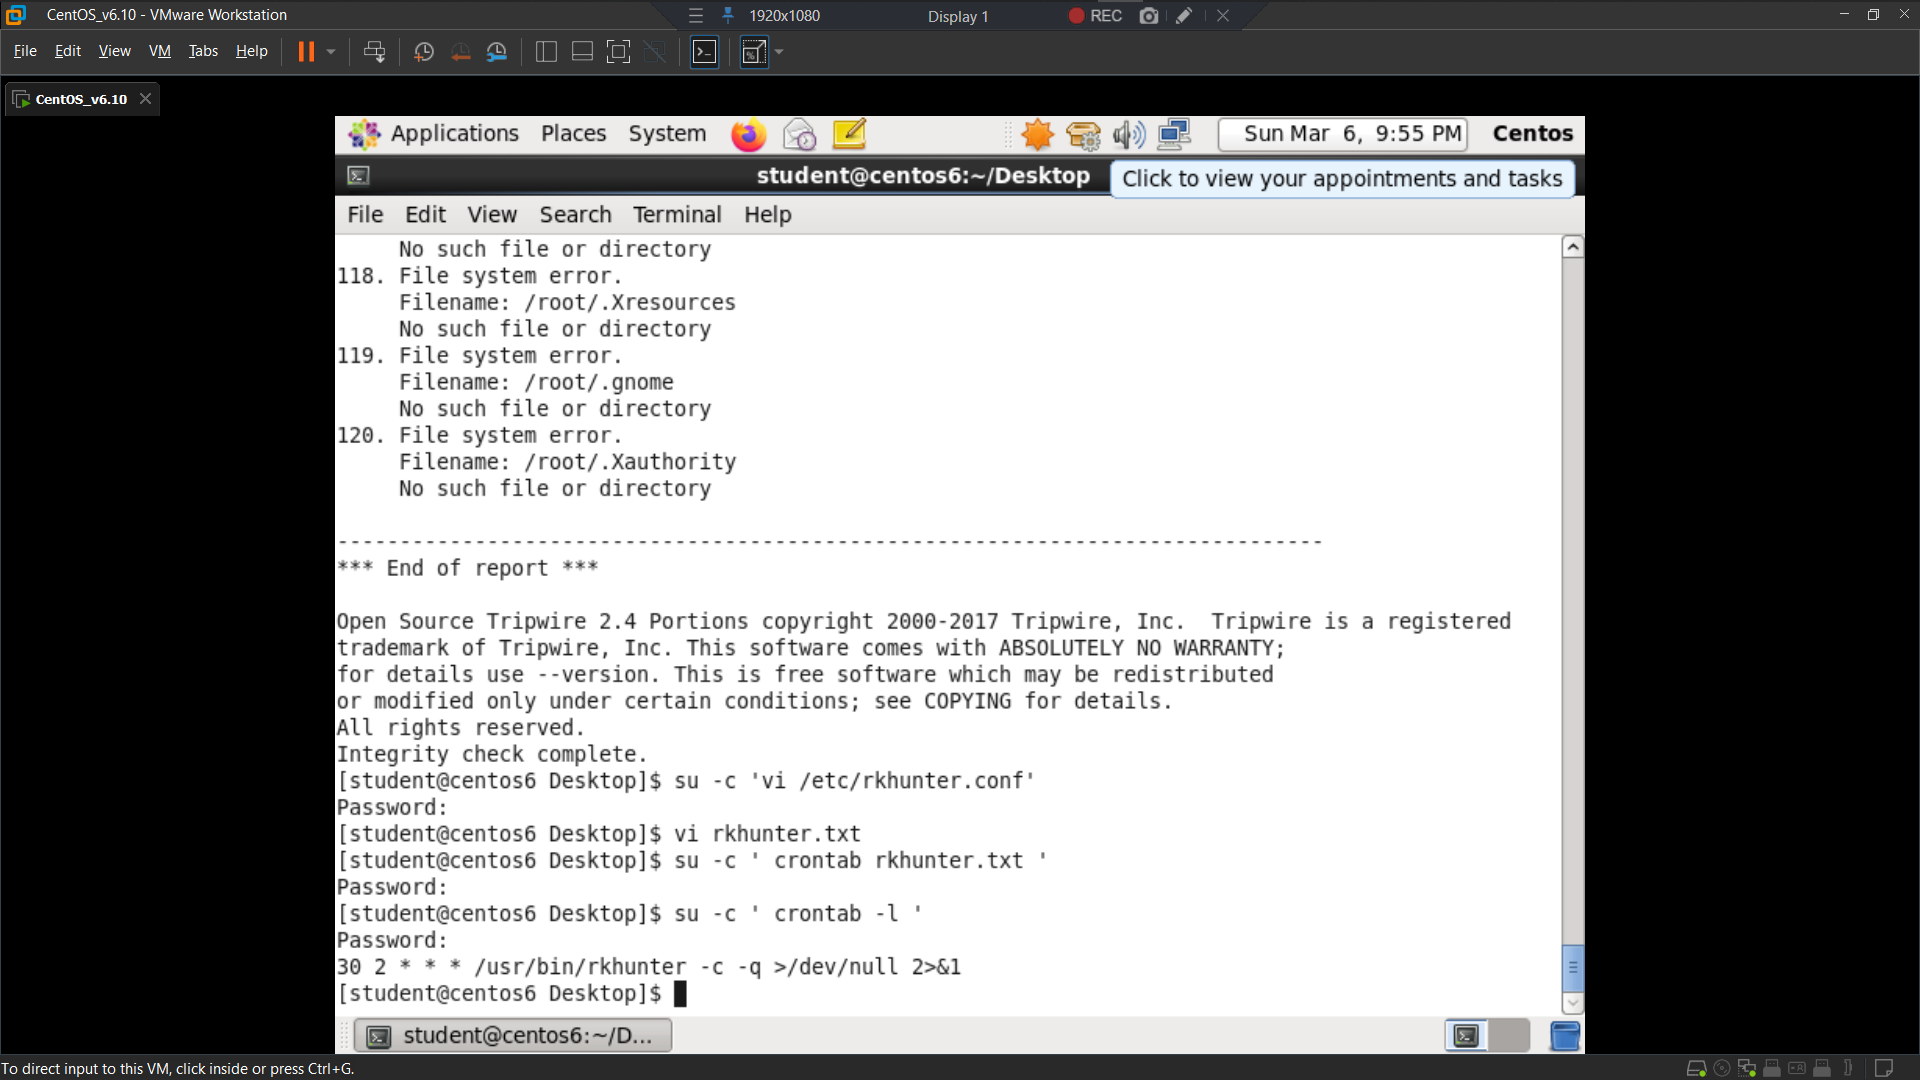 CentOS_v6.10 - VMware Workstation
1920x1080
Display 1
REC
File Edit View VM Tabs Help
CentOS_v6.10
Applications Places System
Sun Mar 6, 9:55 PM
Centos
student@centos6:~/Desktop
Click to view your appointments and tasks
File Edit View Search Terminal Help
No such file or directory
118. File system error.
Filename: /root/.Xresources
No such file or directory
119. File system error.
Filename: /root/.gnome
No such file or directory
120. File system error.
Filename: /root/.Xauthority
No such file or directory
-------------------------------------------------------------------------------
*** End of report ***
Open Source Tripwire 2.4 Portions copyright 2000-2017 Tripwire, Inc.  Tripwire is a registered
trademark of Tripwire, Inc. This software comes with ABSOLUTELY NO WARRANTY;
for details use --version. This is free software which may be redistributed
or modified only under certain conditions; see COPYING for details.
All rights reserved.
Integrity check complete.
[student@centos6 Desktop]$ su -c 'vi /etc/rkhunter.conf'
Password:
[student@centos6 Desktop]$ vi rkhunter.txt
[student@centos6 Desktop]$ su -c ' crontab rkhunter.txt '
Password:
[student@centos6 Desktop]$ su -c ' crontab -l '
Password:
30 2 * * * /usr/bin/rkhunter -c -q >/dev/null 2>&1
[student@centos6 Desktop]$
student@centos6:~/D...
To direct input to this VM, click inside or press Ctrl+G.